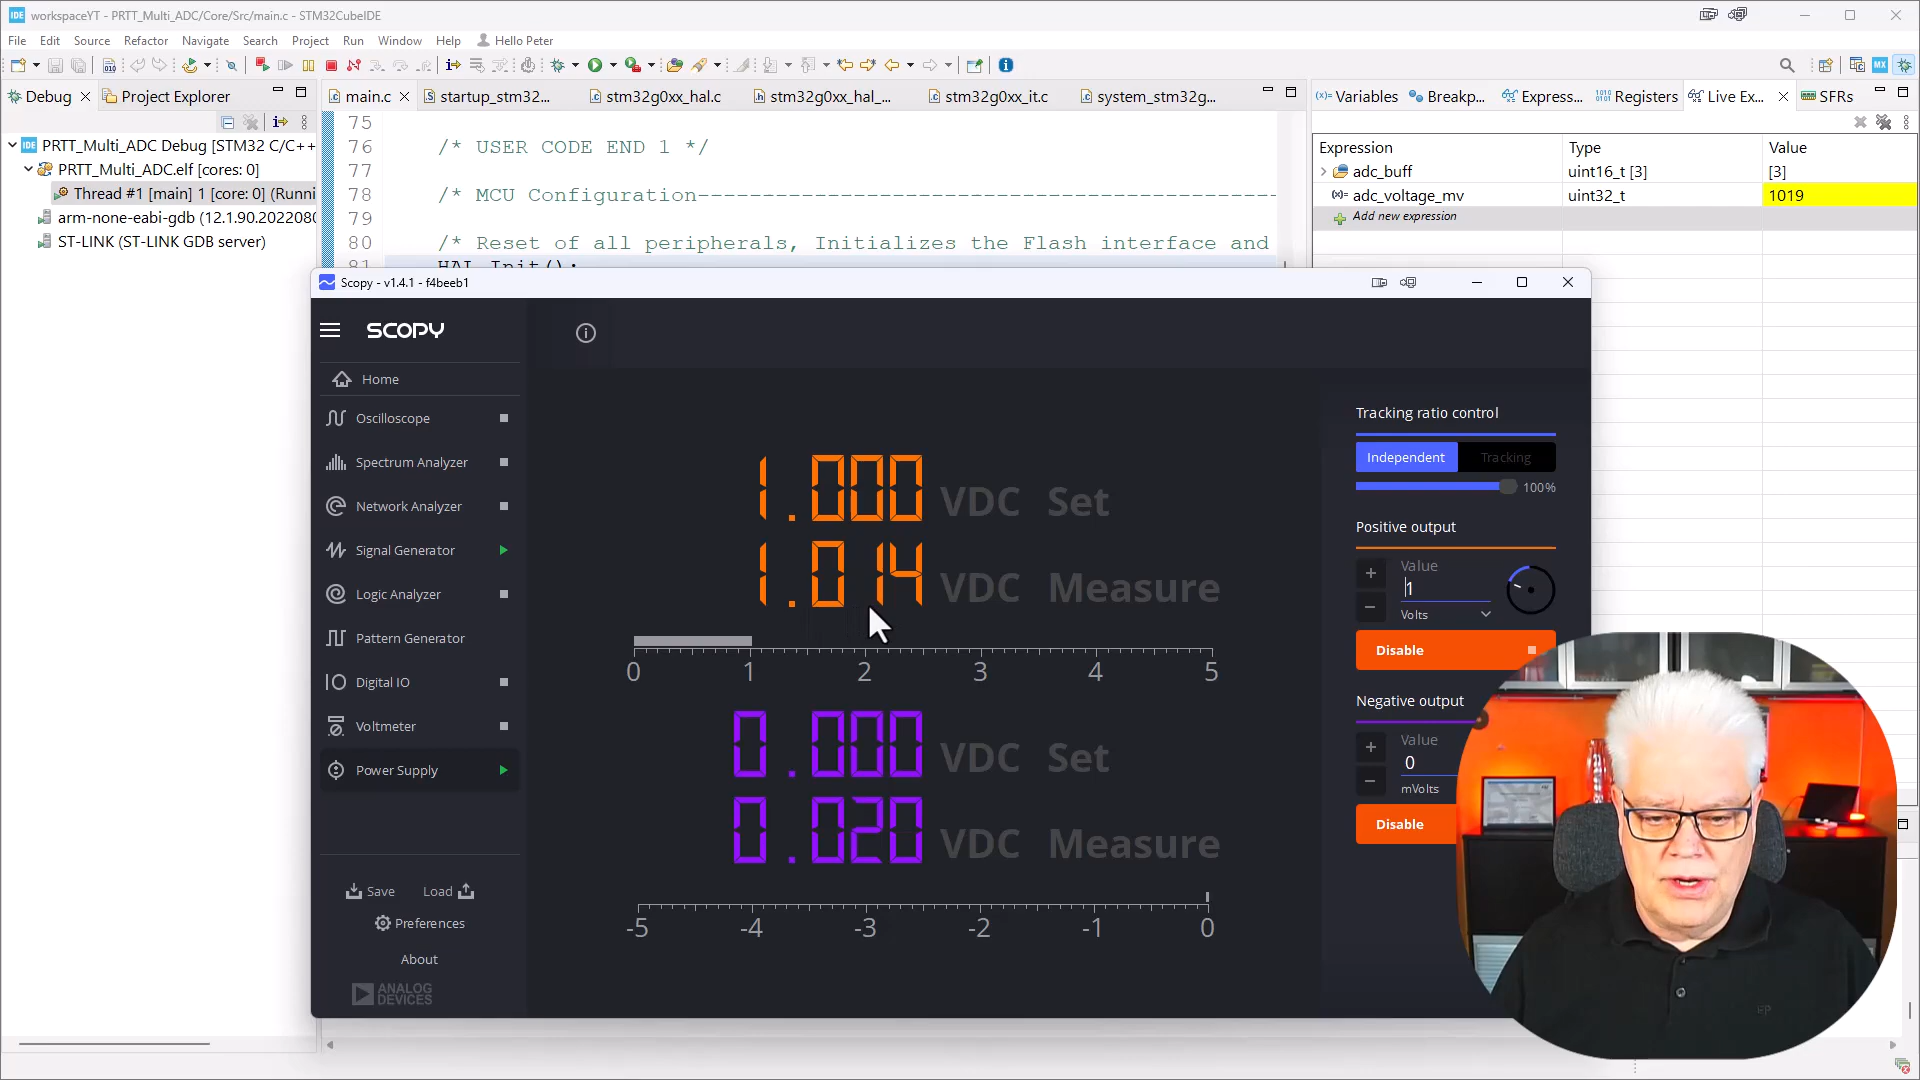 IDE workspaceYT - PRTT_Multi_ADC/Core/Src/main.c - STM32CubeIDE
File Edit Source Refactor Navigate Search Project Run Window Help Hello Peter
Debug Project Explorer main.c startup_stm32... stm32g0xx_hal.c stm32g0xx_hal_... stm32g0xx_it.c system_stm32g... Variables Breakp... Express... Registers Live Ex... SFRs
PRTT_Multi_ADC Debug [STM32 C/C++
PRTT_Multi_ADC.elf [cores: 0]
Thread #1 [main] 1 [core: 0] (Runni
arm-none-eabi-gdb (12.1.90.2022080
ST-LINK (ST-LINK GDB server)
75
76 /* USER CODE END 1 */
77
78 /* MCU Configuration--------------------------------------------
79
80 /* Reset of all peripherals, Initializes the Flash interface and
81 HAL_Init();
Expression Type Value
adc_buff uint16_t [3] [3]
adc_voltage_mv uint32_t 1019
Add new expression
Scopy - v1.4.1 - f4beeb1
SCOPY
Home
Oscilloscope
Spectrum Analyzer
Network Analyzer
Signal Generator
Logic Analyzer
Pattern Generator
Digital IO
Voltmeter
Power Supply
Save Load
Preferences
About
ANALOG
DEVICES
1.000 VDC Set
1.014 VDC Measure
0 1 2 3 4 5
0.000 VDC Set
0.020 VDC Measure
-5 -4 -3 -2 -1 0
Tracking ratio control
Independent Tracking
100%
Positive output
Value
1
Volts
Disable
Negative output
Value
0
mVolts
Disable